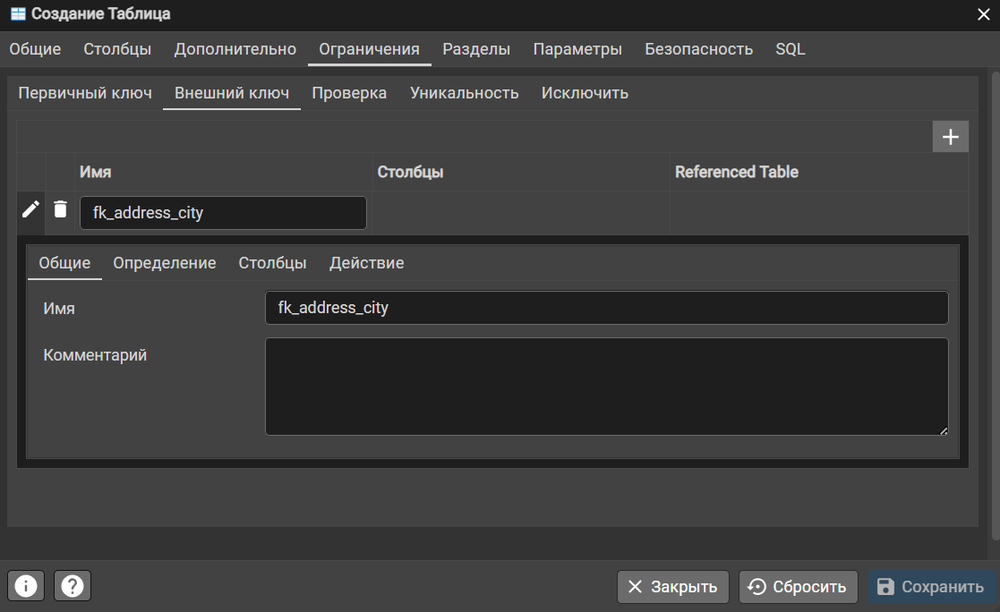 Создание Таблица
Общие Столбцы Дополнительно Ограничения Разделы Параметры Безопасность SQL
Первичный ключ Внешний ключ Проверка Уникальность Исключить
Имя Столбцы Referenced Table
fk_address_city
Общие Определение Столбцы Действие
Имя fk_address_city
Комментарий
Закрыть Сбросить Сохранить